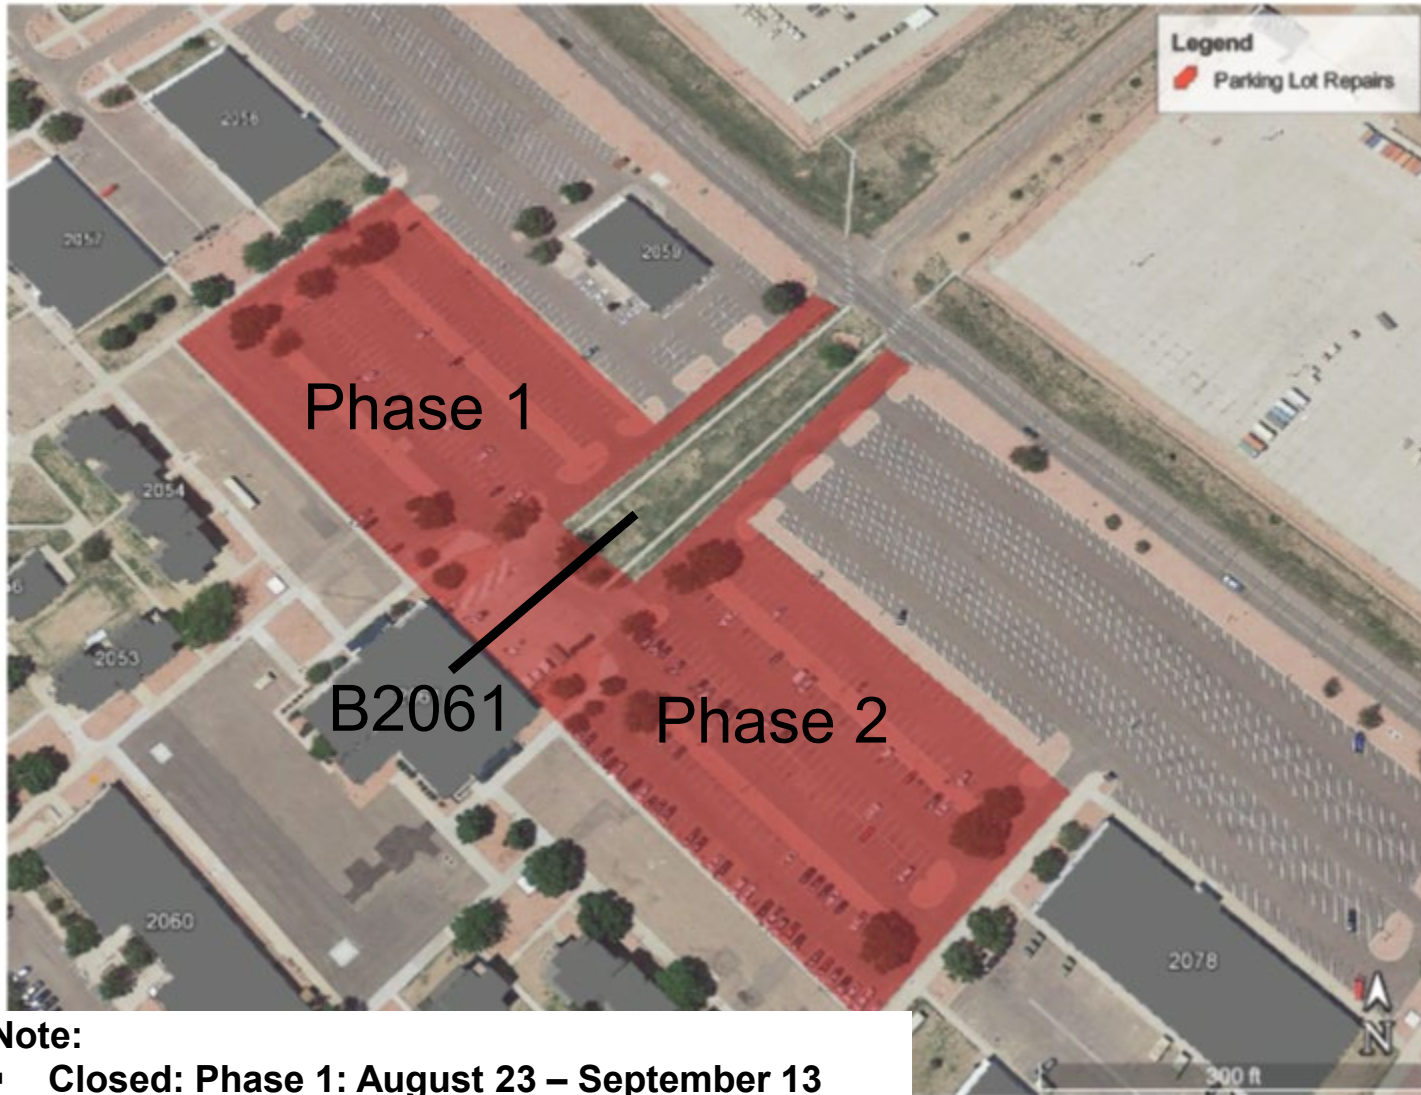 Legend
Parking Lot Repairs
2056
2057
2059
Phase 1
2054
2053
B2061
Phase 2
2060
2078
N
300 ft
Note:
▪ Closed: Phase 1: August 23 – September 13